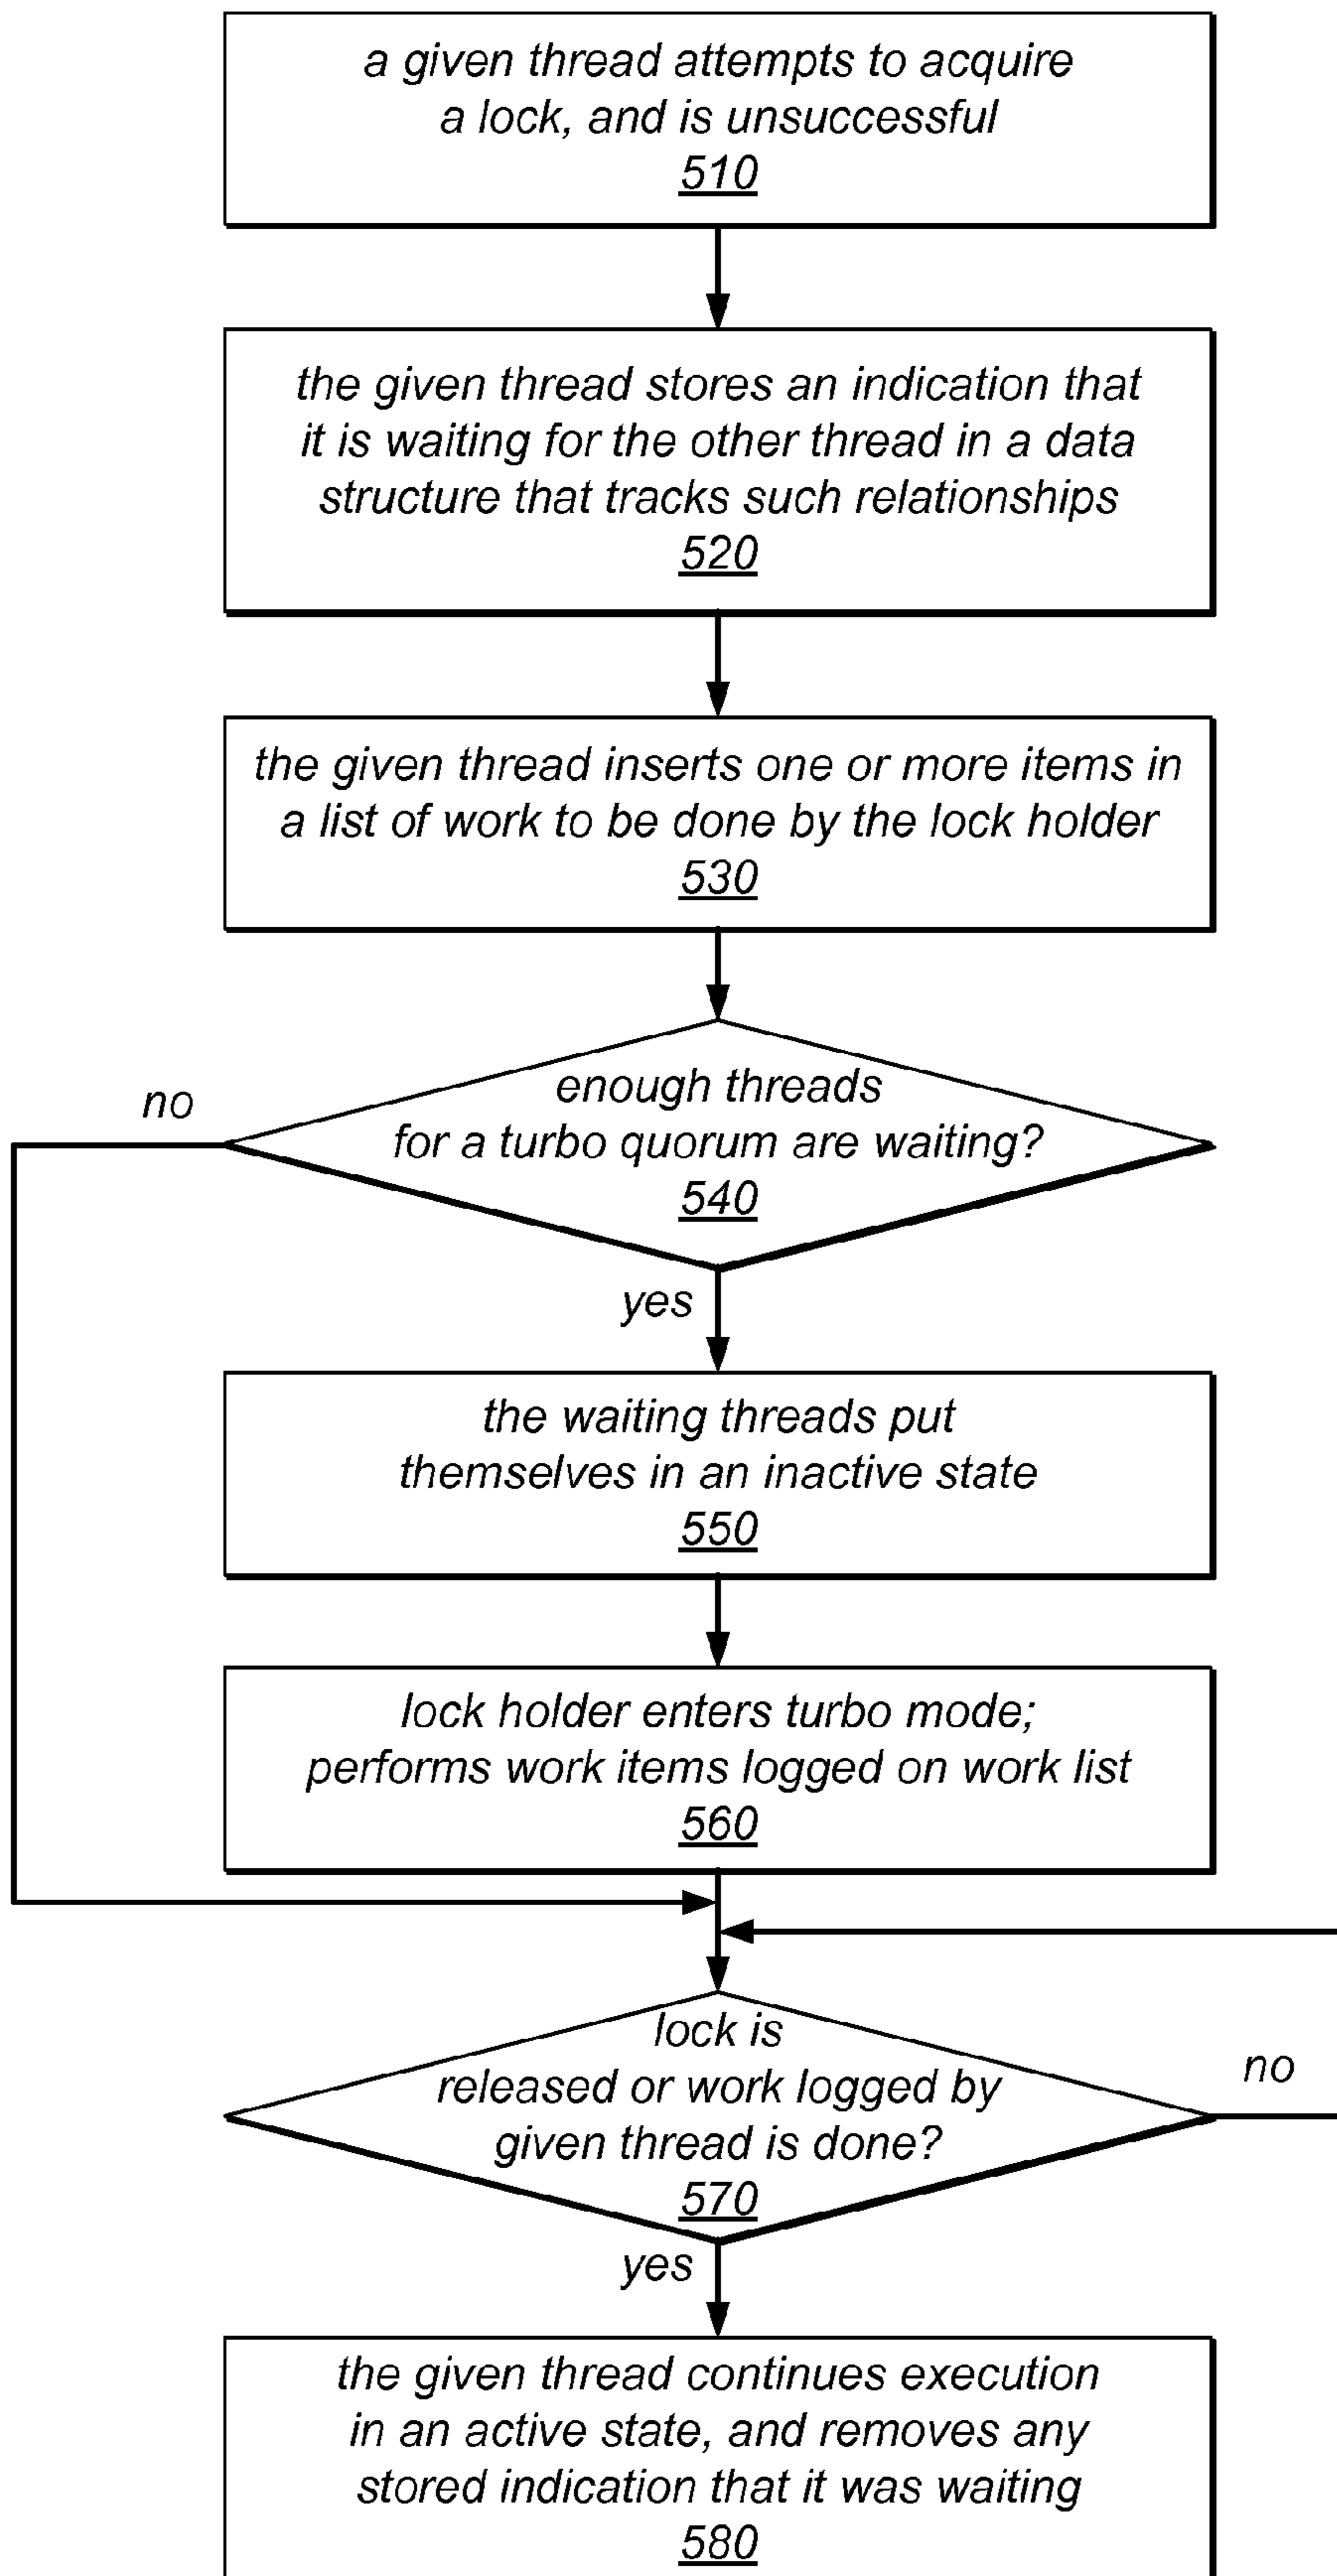 a given thread attempts to acquire
a lock, and is unsuccessful
510
the given thread stores an indication that
it is waiting for the other thread in a data
structure that tracks such relationships
520
the given thread inserts one or more items in
a list of work to be done by the lock holder
530
no
enough threads
for a turbo quorum are waiting?
540
yes
the waiting threads put
themselves in an inactive state
550
lock holder enters turbo mode;
performs work items logged on work list
560
lock is
released or work logged by
given thread is done?
570
no
yes
the given thread continues execution
in an active state, and removes any
stored indication that it was waiting
580